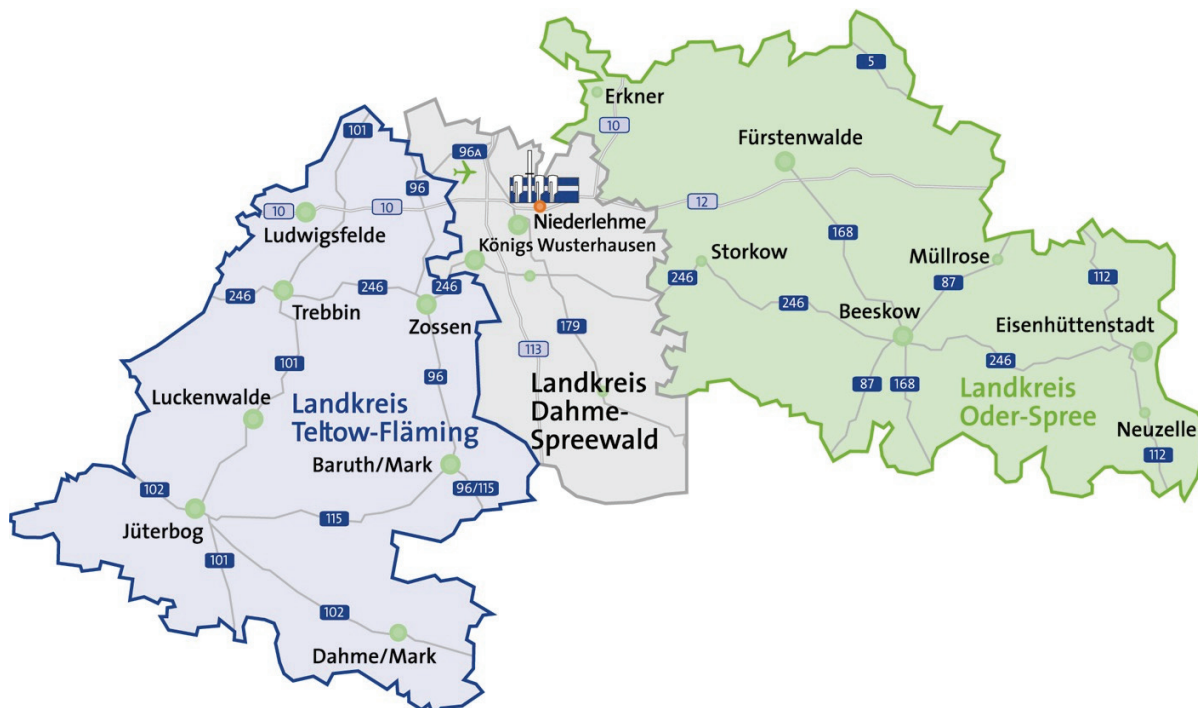 5
Erkner
10
101
Fürstenwalde
96A
96
12
10
10
Niederlehme
Ludwigsfelde
168
Königs Wusterhausen
Storkow
Müllrose
246
87
112
246
246
246
246
Trebbin
Beeskow
Zossen
179
Eisenhüttenstadt
113
101
246
96
87
168
Landkreis
Dahme-
Spreewald
Landkreis
Oder-Spree
Luckenwalde
Landkreis
Teltow-Fläming
Neuzelle
112
Baruth/Mark
102
96/115
Jüterbog
115
101
102
Dahme/Mark